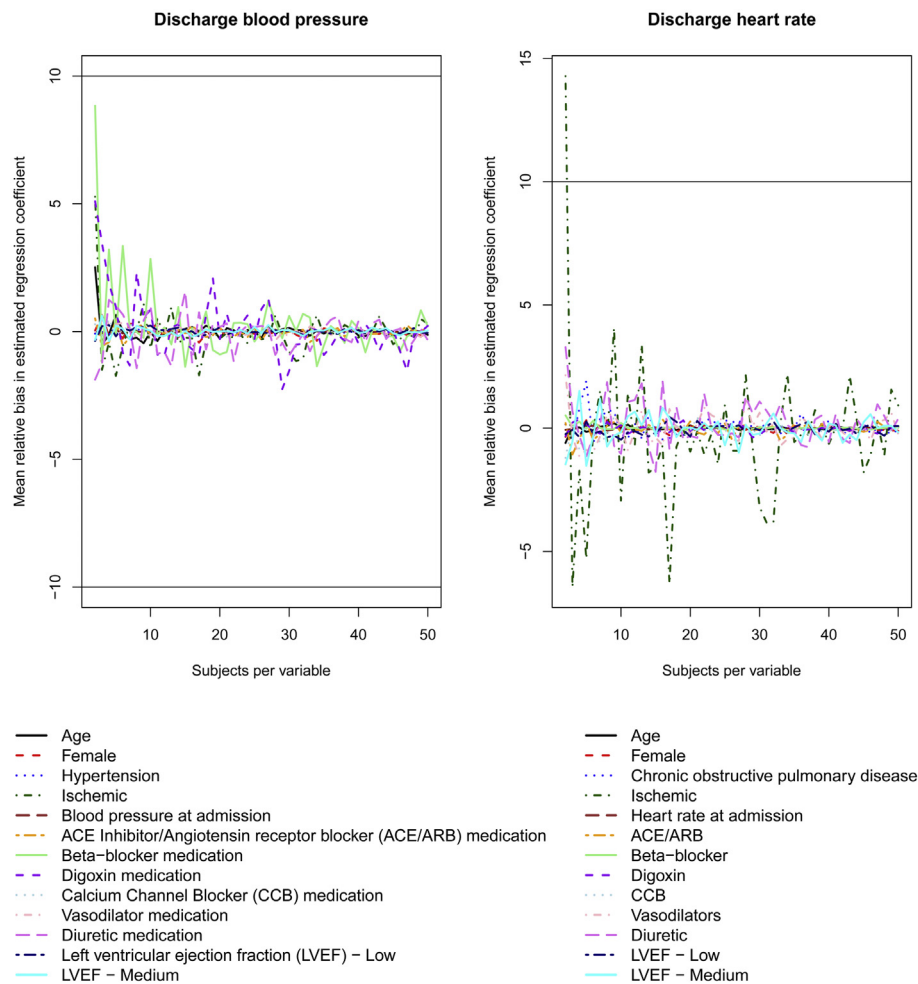 Discharge blood pressure
Mean relative bias in estimated regression coefficient
10
5
0
−5
−10
10 20 30 40 50
Subjects per variable
Discharge heart rate
Mean relative bias in estimated regression coefficient
15
10
5
0
−5
10 20 30 40 50
Subjects per variable
Age
Female
Hypertension
Ischemic
Blood pressure at admission
ACE Inhibitor/Angiotensin receptor blocker (ACE/ARB) medication
Beta−blocker medication
Digoxin medication
Calcium Channel Blocker (CCB) medication
Vasodilator medication
Diuretic medication
Left ventricular ejection fraction (LVEF) − Low
LVEF − Medium
Age
Female
Chronic obstructive pulmonary disease
Ischemic
Heart rate at admission
ACE/ARB
Beta−blocker
Digoxin
CCB
Vasodilators
Diuretic
LVEF − Low
LVEF − Medium